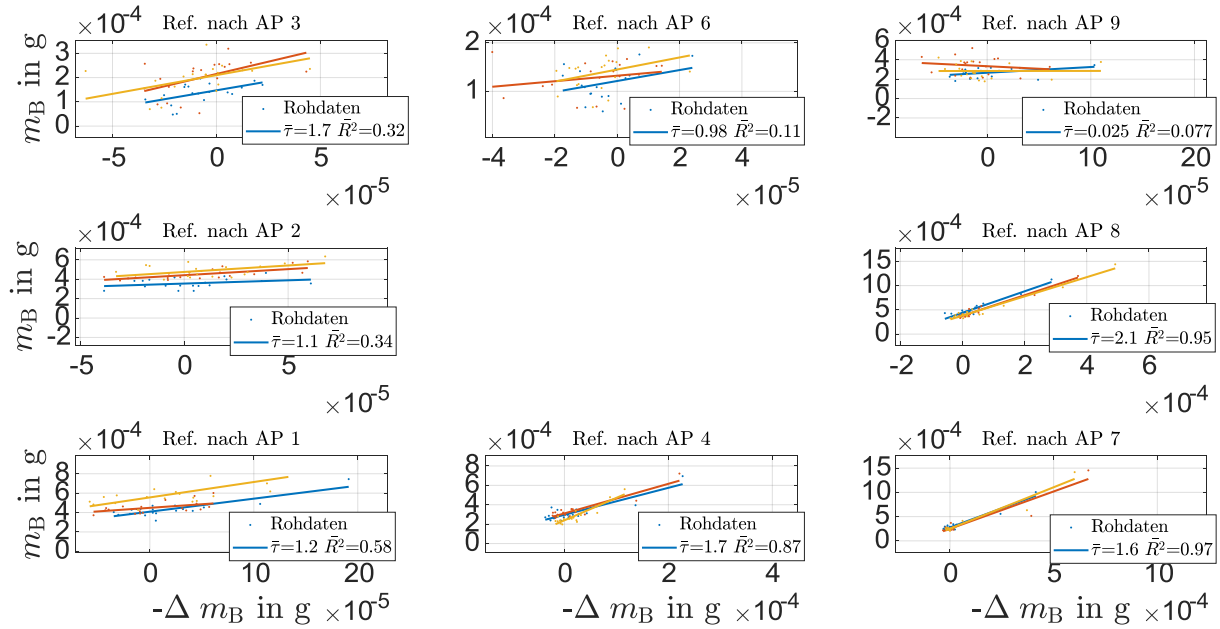 ×10⁻⁴ Ref. nach AP 3
m_B in g
3
2
1
0
Rohdaten
τ̄=1.7 R̄²=0.32
-5 0 5
×10⁻⁵
×10⁻⁴ Ref. nach AP 6
2
1
Rohdaten
τ̄=0.98 R̄²=0.11
-4 -2 0 2 4
×10⁻⁵
×10⁻⁴ Ref. nach AP 9
6
4
2
0
-2
Rohdaten
τ̄=0.025 R̄²=0.077
0 10 20
×10⁻⁵
×10⁻⁴ Ref. nach AP 2
m_B in g
6
4
2
0
-2
Rohdaten
τ̄=1.1 R̄²=0.34
-5 0 5
×10⁻⁵
×10⁻⁴ Ref. nach AP 8
15
10
5
0
Rohdaten
τ̄=2.1 R̄²=0.95
-2 0 2 4 6
×10⁻⁴
×10⁻⁴ Ref. nach AP 1
m_B in g
8
6
4
2
0
Rohdaten
τ̄=1.2 R̄²=0.58
0 10 20
-Δ m_B in g ×10⁻⁵
×10⁻⁴ Ref. nach AP 4
8
6
4
2
0
Rohdaten
τ̄=1.7 R̄²=0.87
0 2 4
-Δ m_B in g ×10⁻⁴
×10⁻⁴ Ref. nach AP 7
15
10
5
0
Rohdaten
τ̄=1.6 R̄²=0.97
0 5 10
-Δ m_B in g ×10⁻⁴